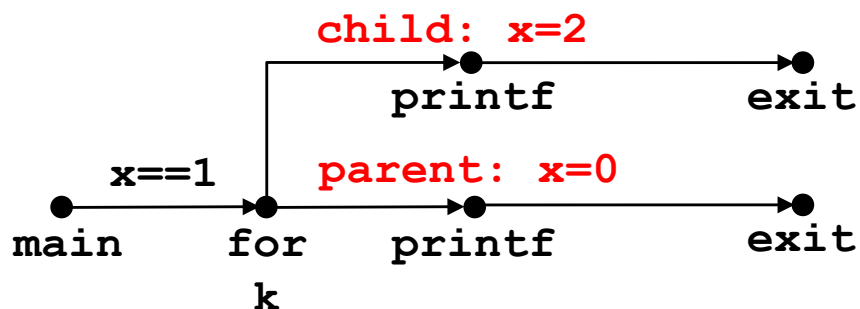 child: x=2
printf
exit
x==1
parent: x=0
main
for
k
printf
exit